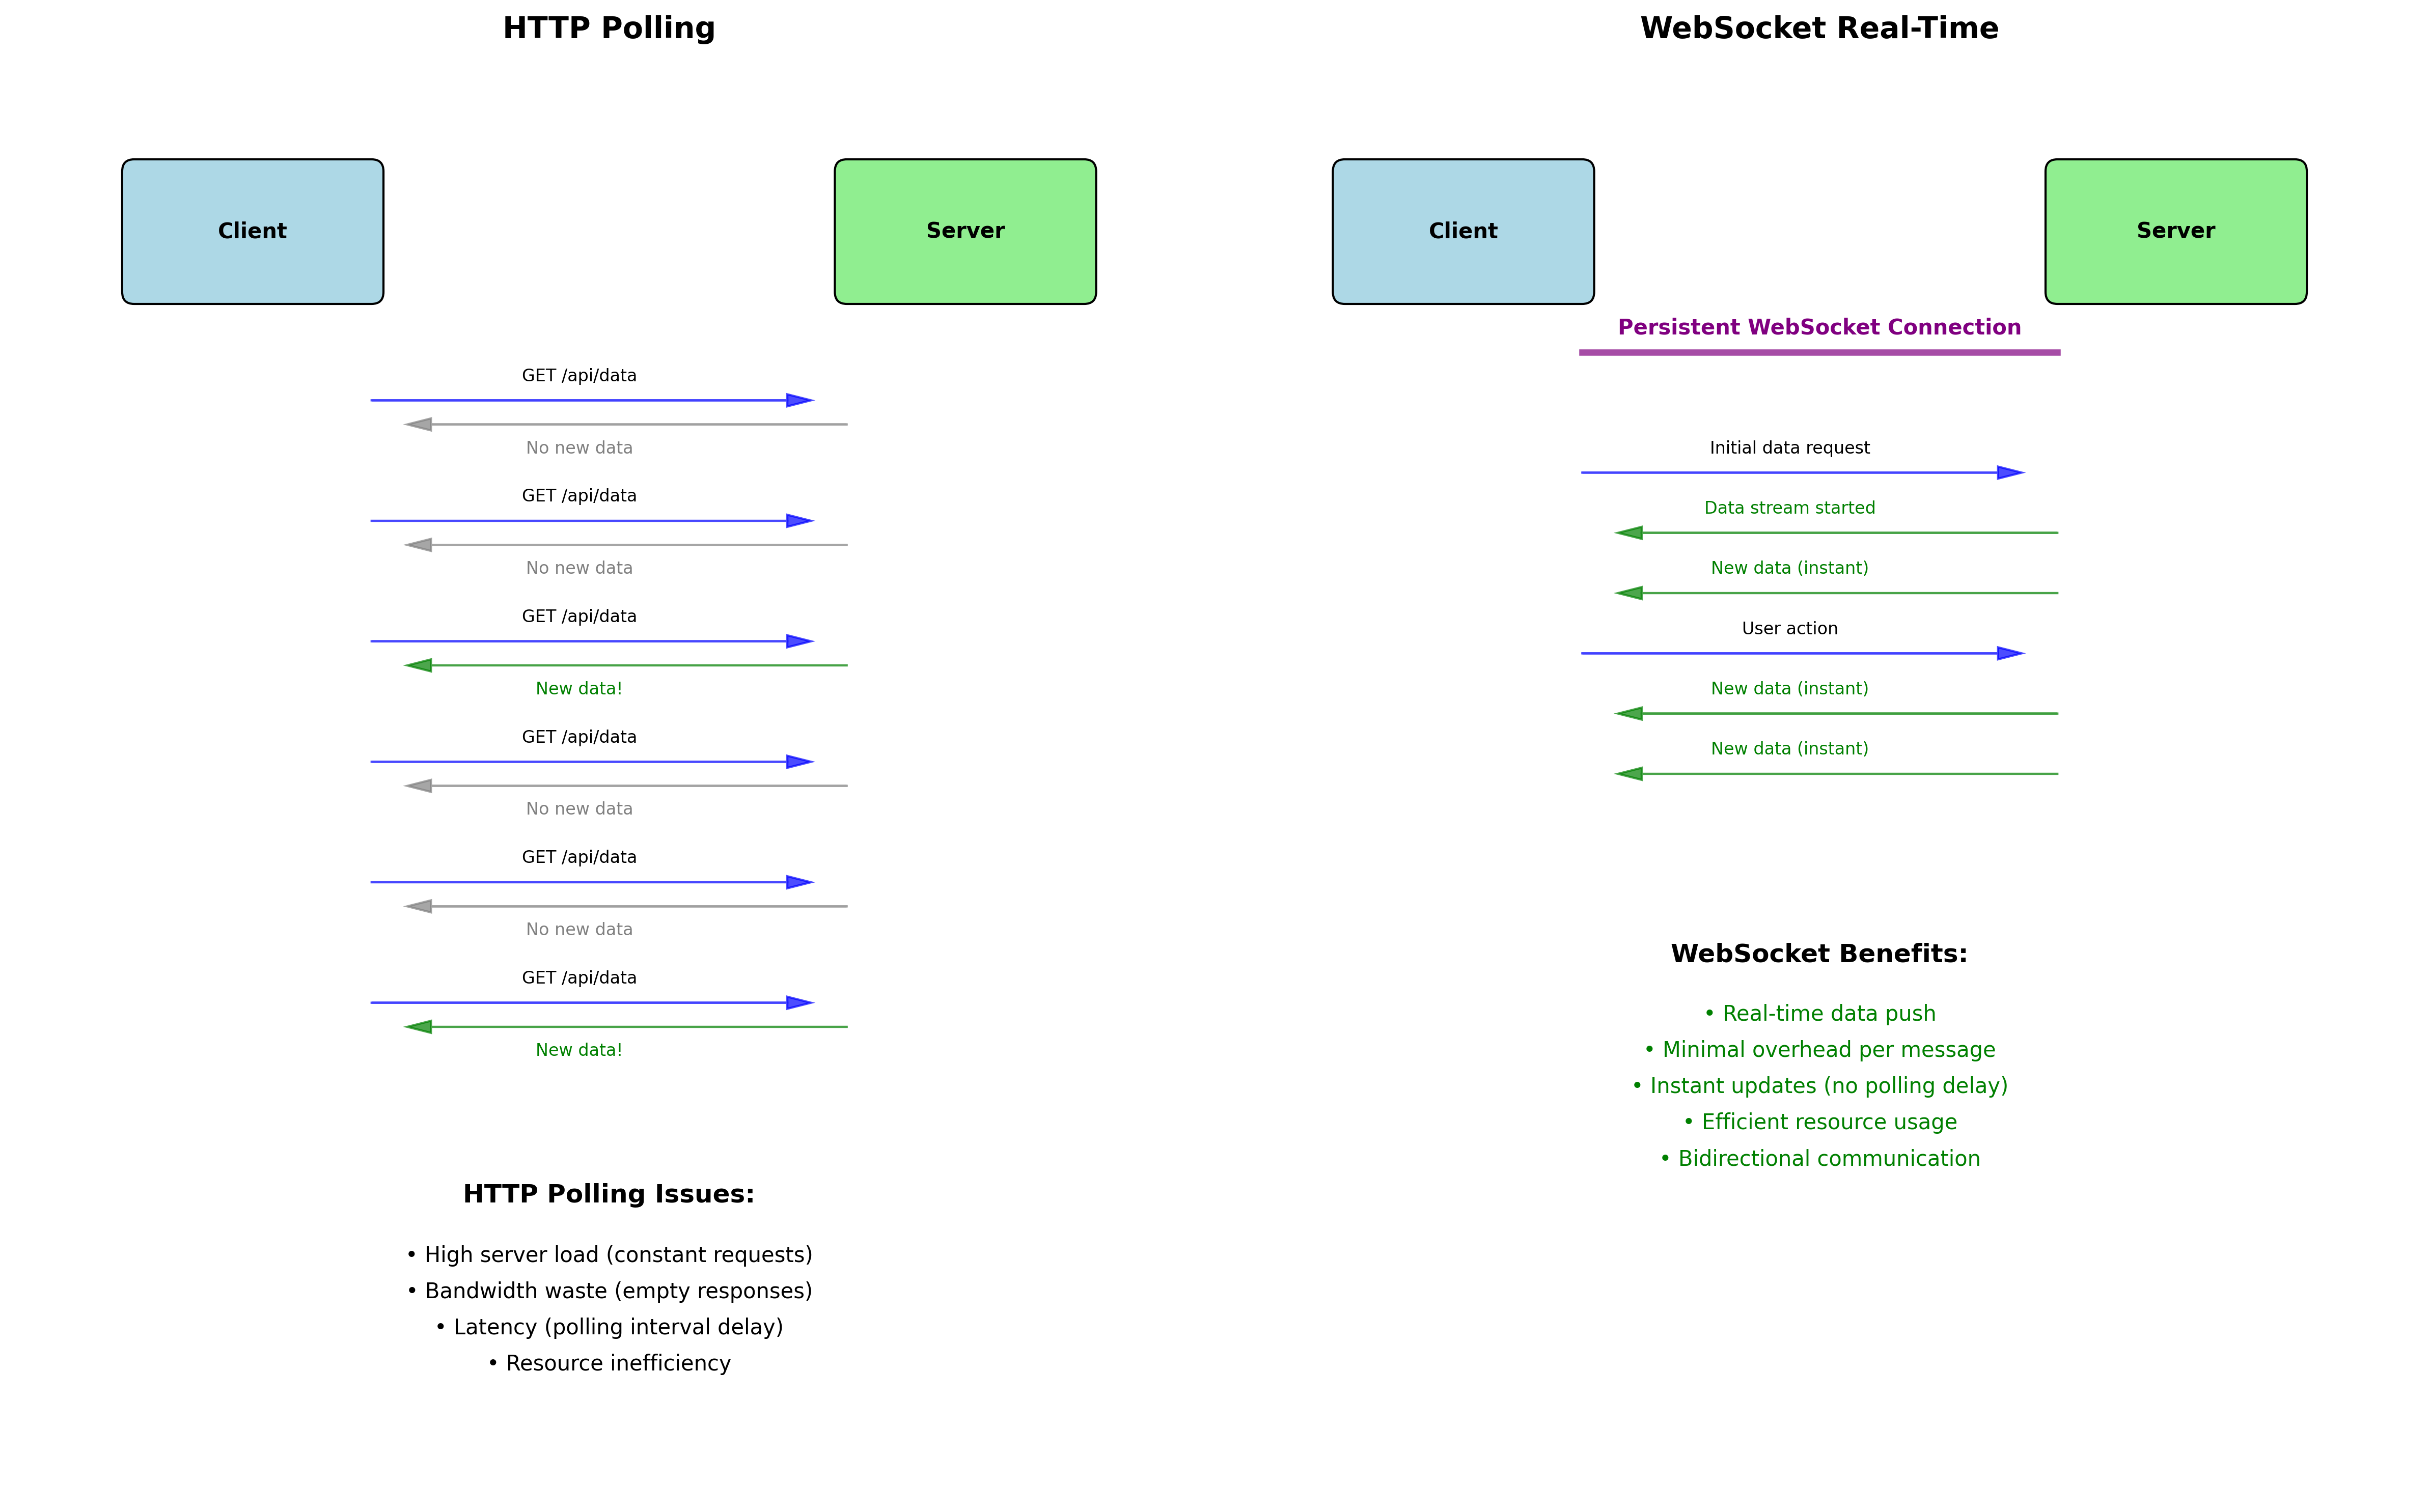 HTTP Polling
Client
Server
GET /api/data
No new data
GET /api/data
No new data
GET /api/data
New data!
GET /api/data
No new data
GET /api/data
No new data
GET /api/data
New data!
HTTP Polling Issues:
• High server load (constant requests)
• Bandwidth waste (empty responses)
• Latency (polling interval delay)
• Resource inefficiency
WebSocket Real-Time
Client
Server
Persistent WebSocket Connection
Initial data request
Data stream started
New data (instant)
User action
New data (instant)
New data (instant)
WebSocket Benefits:
• Real-time data push
• Minimal overhead per message
• Instant updates (no polling delay)
• Efficient resource usage
• Bidirectional communication